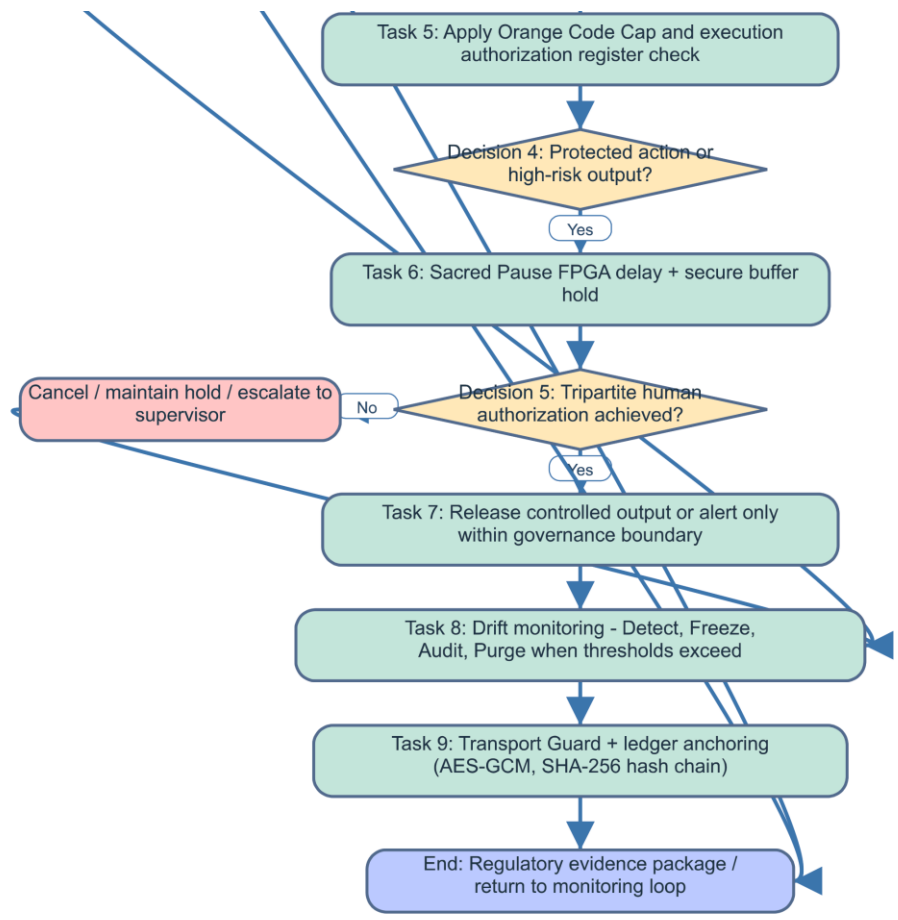 Task 5: Apply Orange Code Cap and execution
authorization register check
Decision 4: Protected action or
high-risk output?
Yes
Task 6: Sacred Pause FPGA delay + secure buffer
hold
Cancel / maintain hold / escalate to
supervisor
No
Decision 5: Tripartite human
authorization achieved?
Yes
Task 7: Release controlled output or alert only
within governance boundary
Task 8: Drift monitoring - Detect, Freeze,
Audit, Purge when thresholds exceed
Task 9: Transport Guard + ledger anchoring
(AES-GCM, SHA-256 hash chain)
End: Regulatory evidence package /
return to monitoring loop